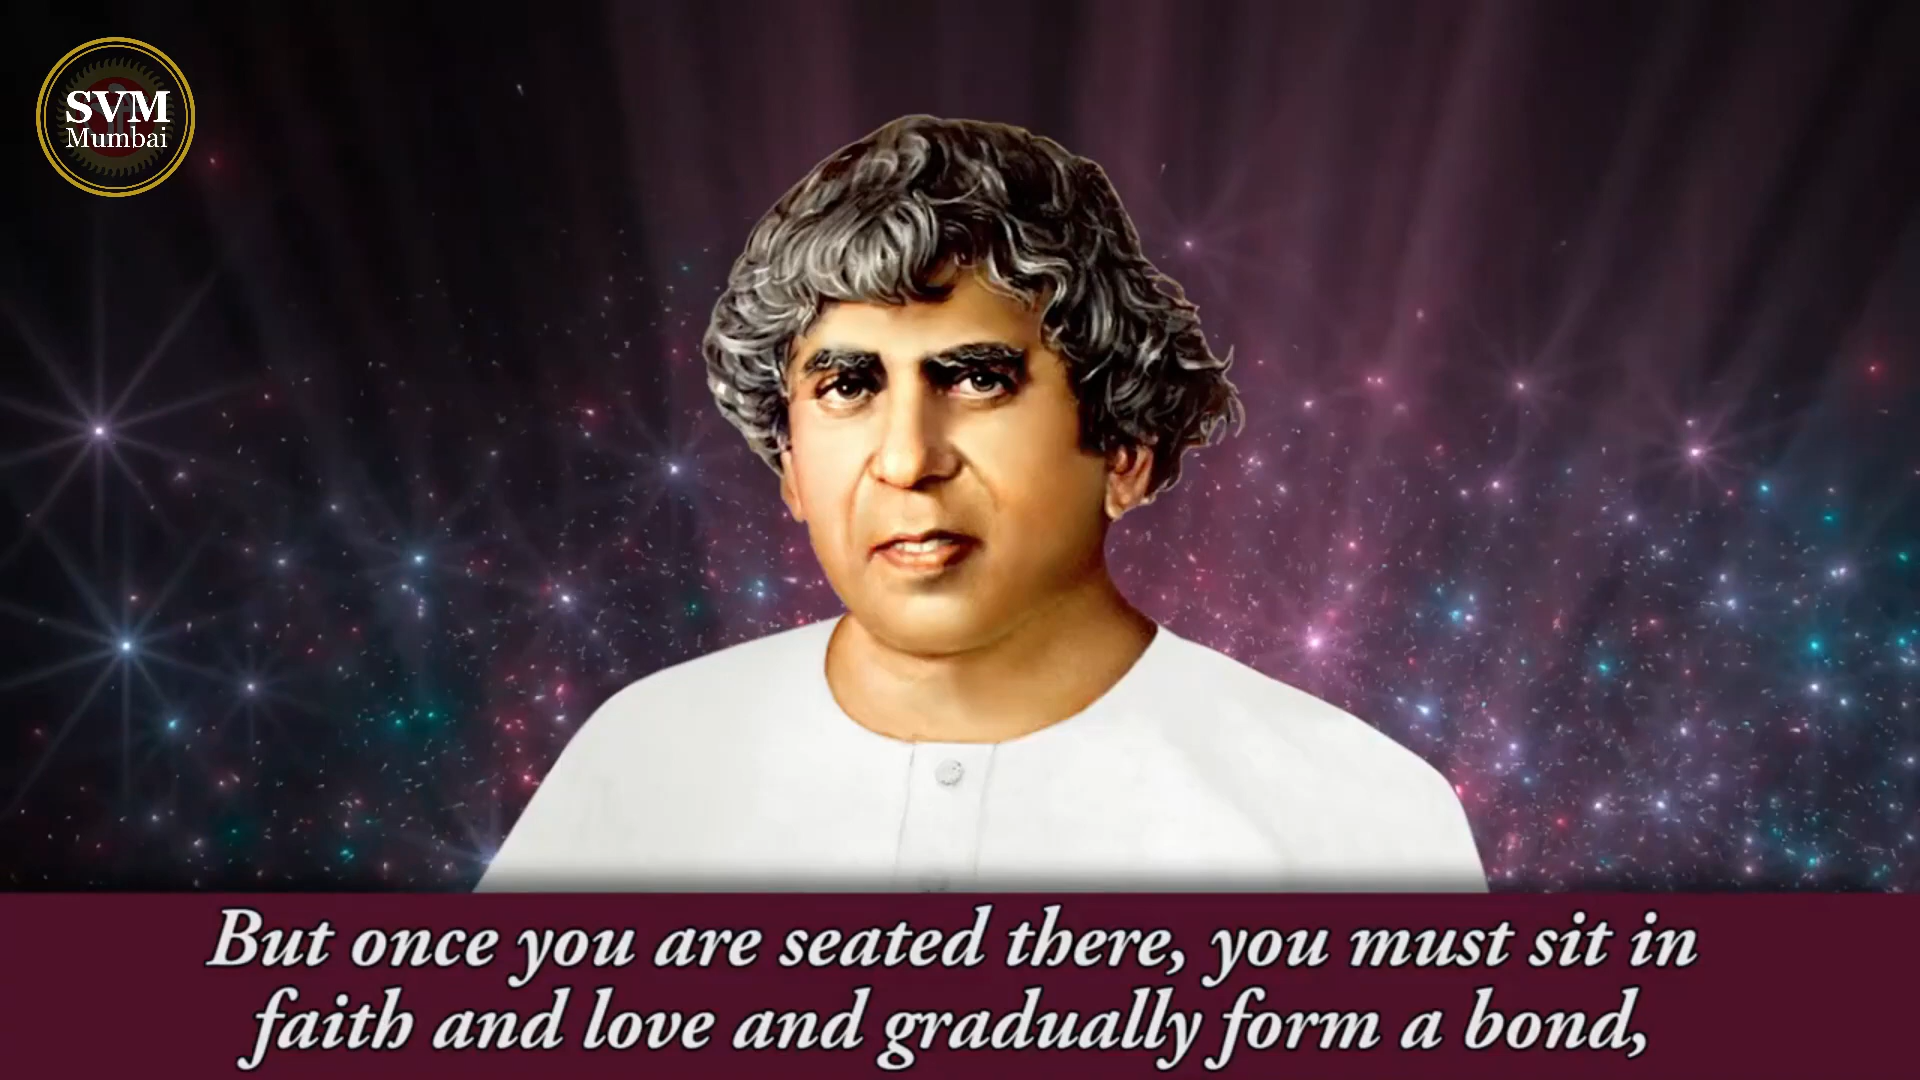 SVM
Mumbai
But once you are seated there, you must sit in
faith and love and gradually form a bond,